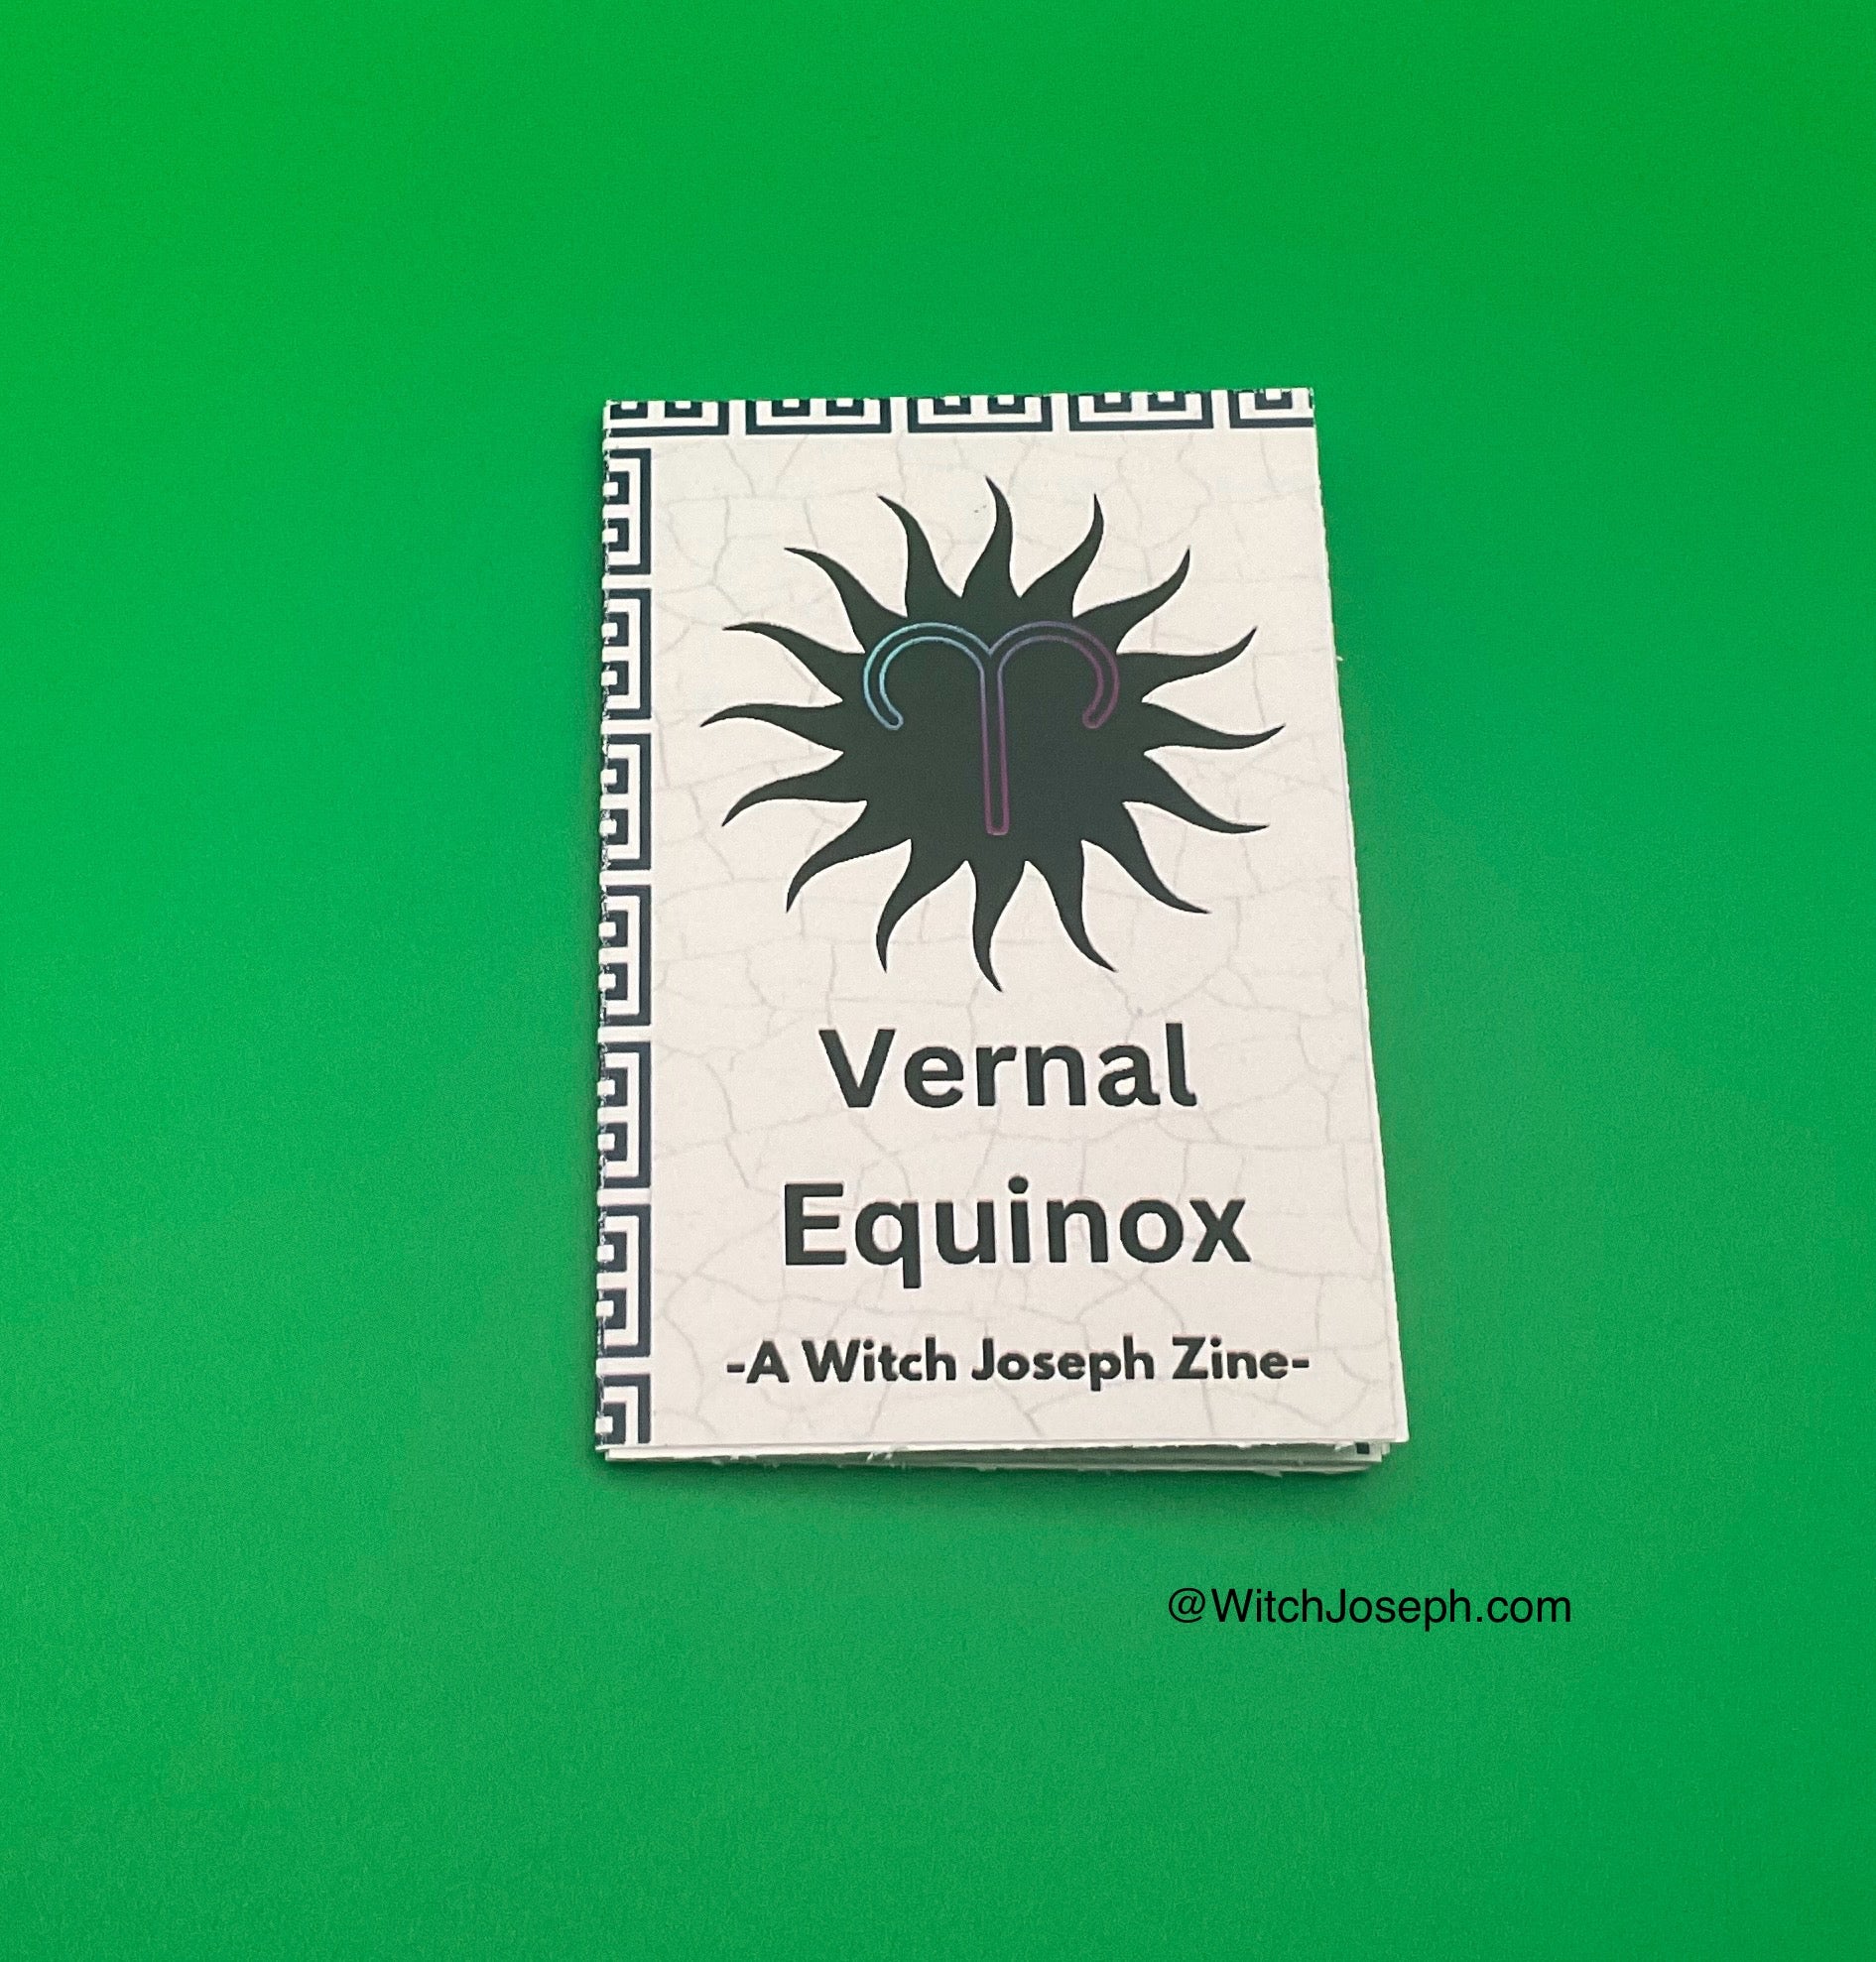 Vernal
Equinox
-A Witch Joseph Zine-
@WitchJoseph.com